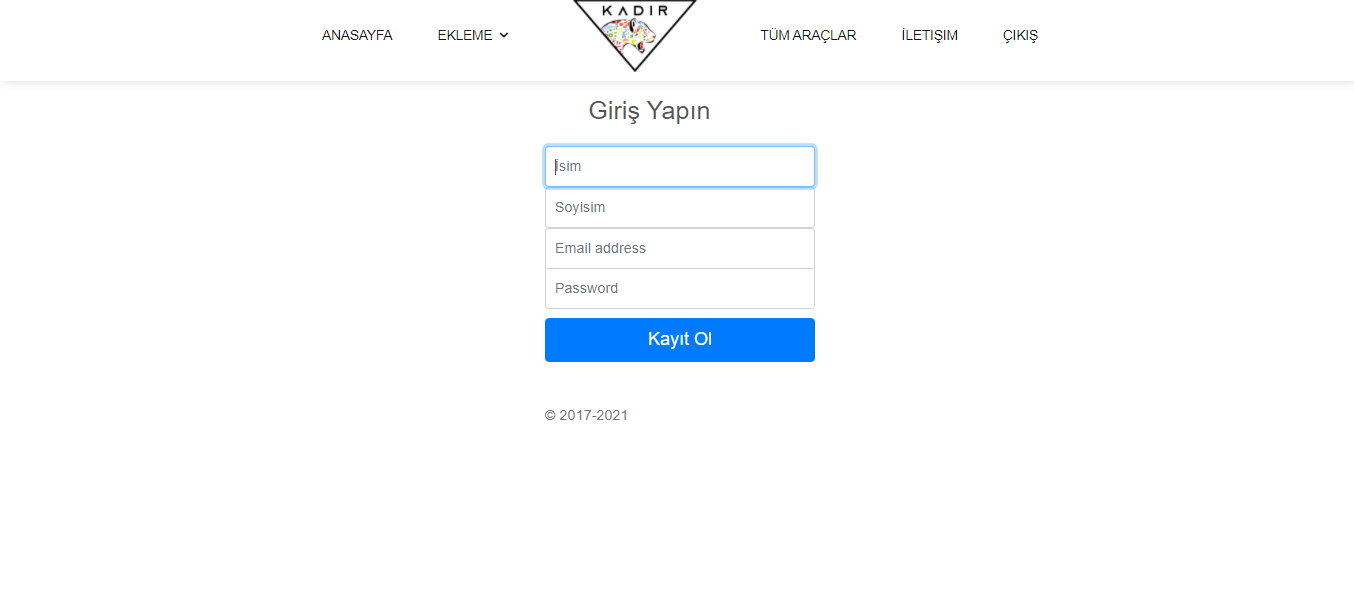 KADIR
ANASAYFA EKLEME TÜM ARAÇLAR İLETIŞIM ÇIKIŞ
Giriş Yapın
İsim
Soyisim
Email address
Password
Kayıt Ol
© 2017-2021